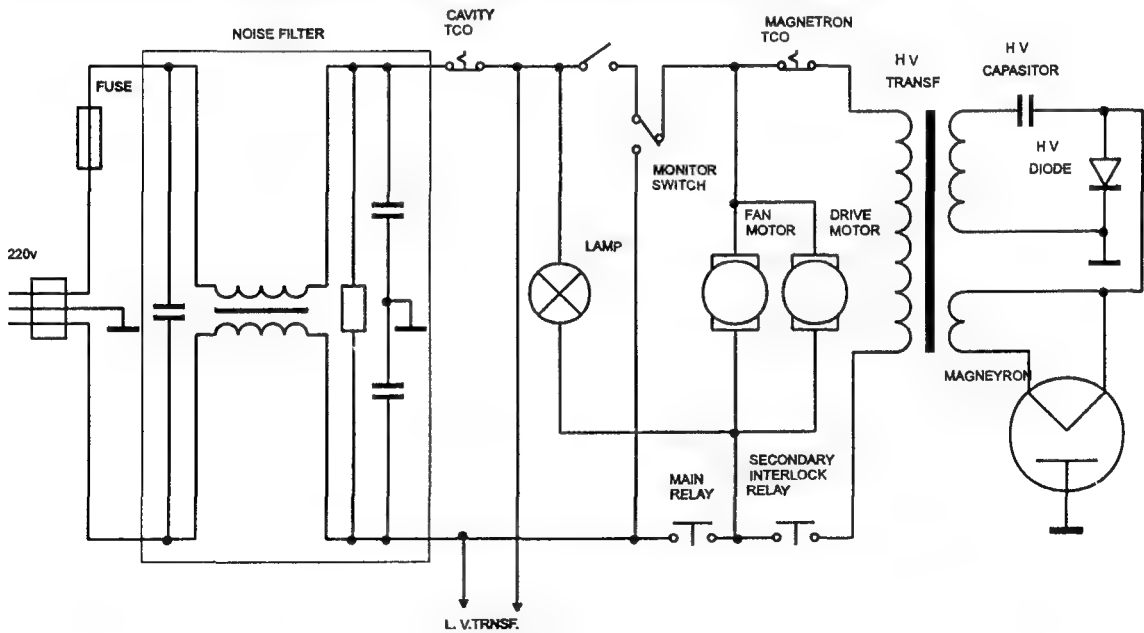 NOISE FILTER
CAVITY
TCO
MAGNETRON
TCO
H V
TRANSF
H V
CAPASITOR
FUSE
H V
DIODE
MONITOR
SWITCH
FAN
MOTOR
DRIVE
MOTOR
LAMP
220v
MAGNEYRON
MAIN
RELAY
SECONDARY
INTERLOCK
RELAY
L. V.TRNSF.